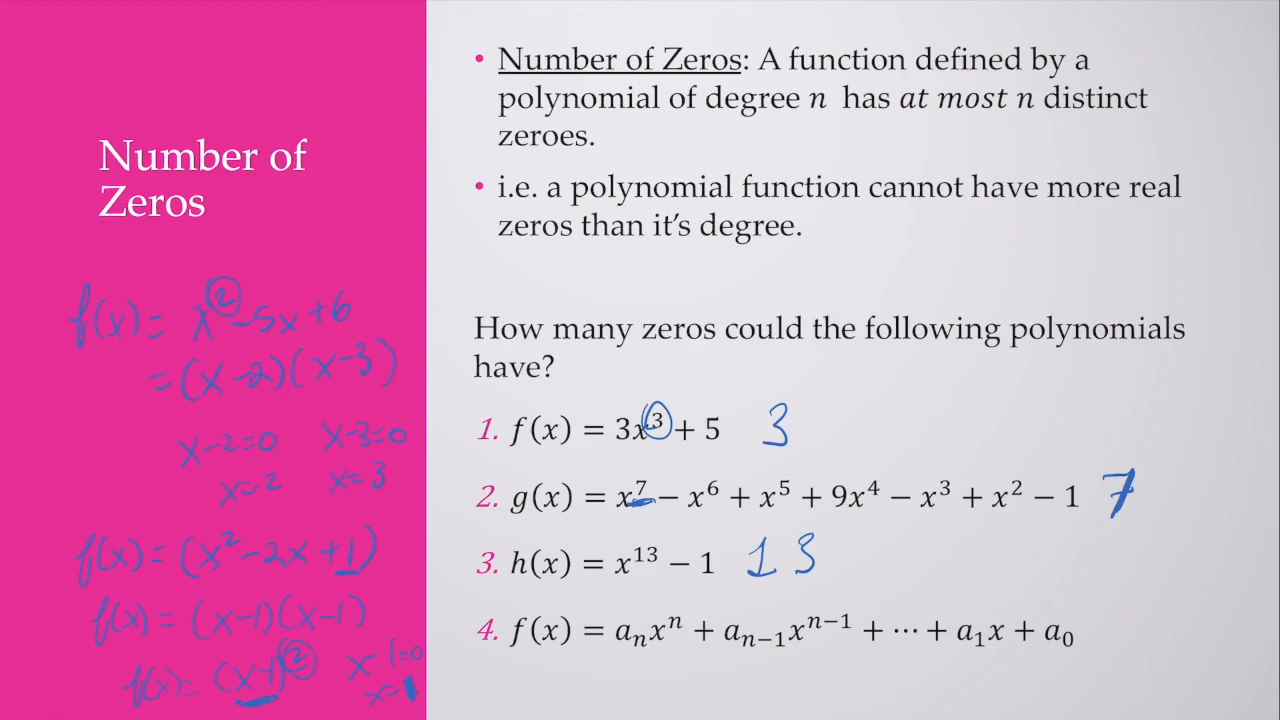 Number of
Zeros
f(x) = x² - 5x + 6
= (x - 2)(x - 3)
x - 2 = 0 x - 3 = 0
x = 2 x = 3
f(x) = (x² - 2x + 1)
f(x) = (x - 1)(x - 1)
f(x) = (x - 1)² x - 1 = 0
x = 1
• Number of Zeros: A function defined by a
polynomial of degree n has at most n distinct
zeroes.
• i.e. a polynomial function cannot have more real
zeros than it’s degree.
How many zeros could the following polynomials
have?
1. f(x) = 3x³ + 5 3
2. g(x) = x⁷ − x⁶ + x⁵ + 9x⁴ − x³ + x² − 1 7
3. h(x) = x¹³ − 1 13
4. f(x) = aₙxⁿ + aₙ₋₁xⁿ⁻¹ + ⋯ + a₁x + a₀